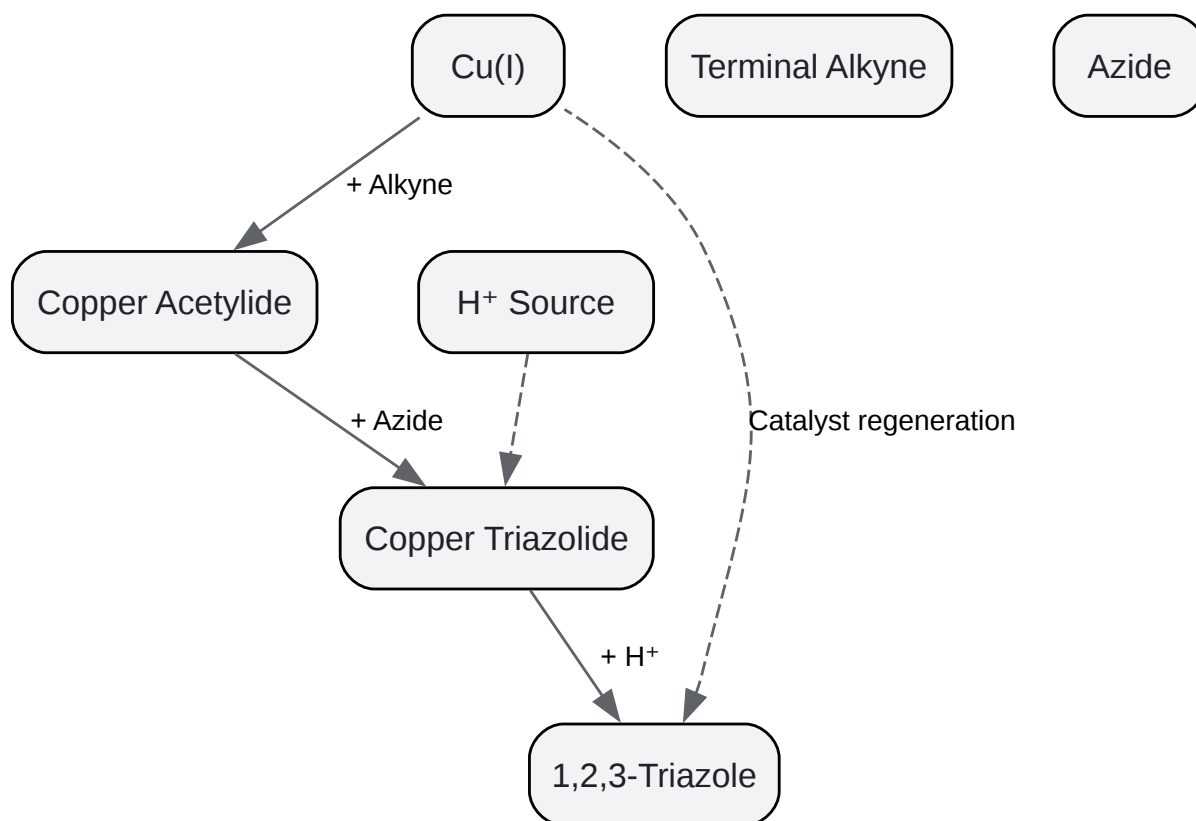 Cu(I)
Terminal Alkyne
Azide
+ Alkyne
Copper Acetylide
H⁺ Source
+ Azide
Catalyst regeneration
Copper Triazolide
+ H⁺
1,2,3-Triazole